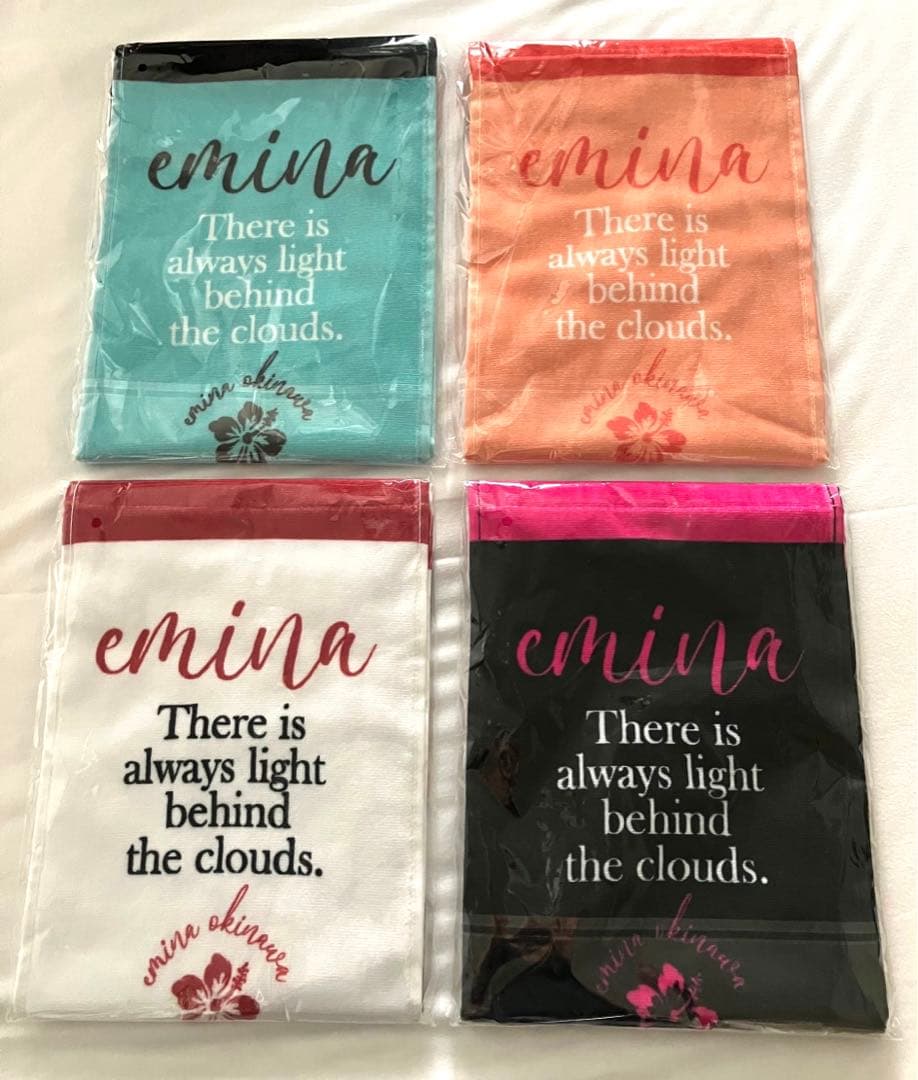 emina
There is
always light
behind
the clouds.
emina okinawa
emina
There is
always light
behind
the clouds.
emina okinawa
emina
There is
always light
behind
the clouds.
emina okinawa
emina
There is
always light
behind
the clouds.
emina okinawa